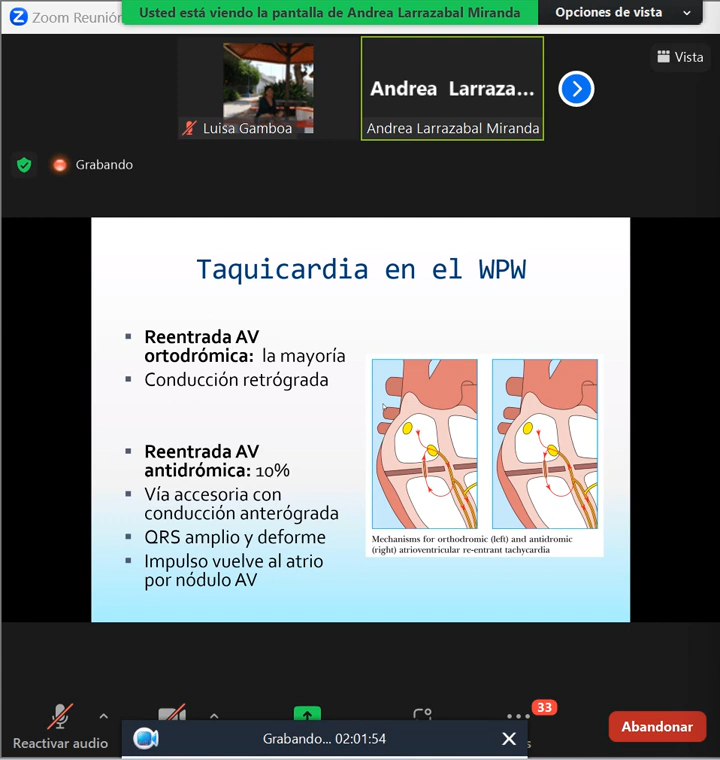 Zoom Reunión
Usted está viendo la pantalla de Andrea Larrazabal Miranda
Opciones de vista
Andrea Larraza...
Vista
Luisa Gamboa
Andrea Larrazabal Miranda
Grabando
Taquicardia en el WPW
Reentrada AV
ortodrómica: la mayoría
Conducción retrógrada
Reentrada AV
antidrómica: 10%
Vía accesoria con
conducción anterógrada
QRS amplio y deforme
Impulso vuelve al atrio
por nódulo AV
Mechanisms for orthodromic (left) and antidromic
(right) atrioventricular re-entrant tachycardia
33
Abandonar
Reactivar audio
Grabando... 02:01:54